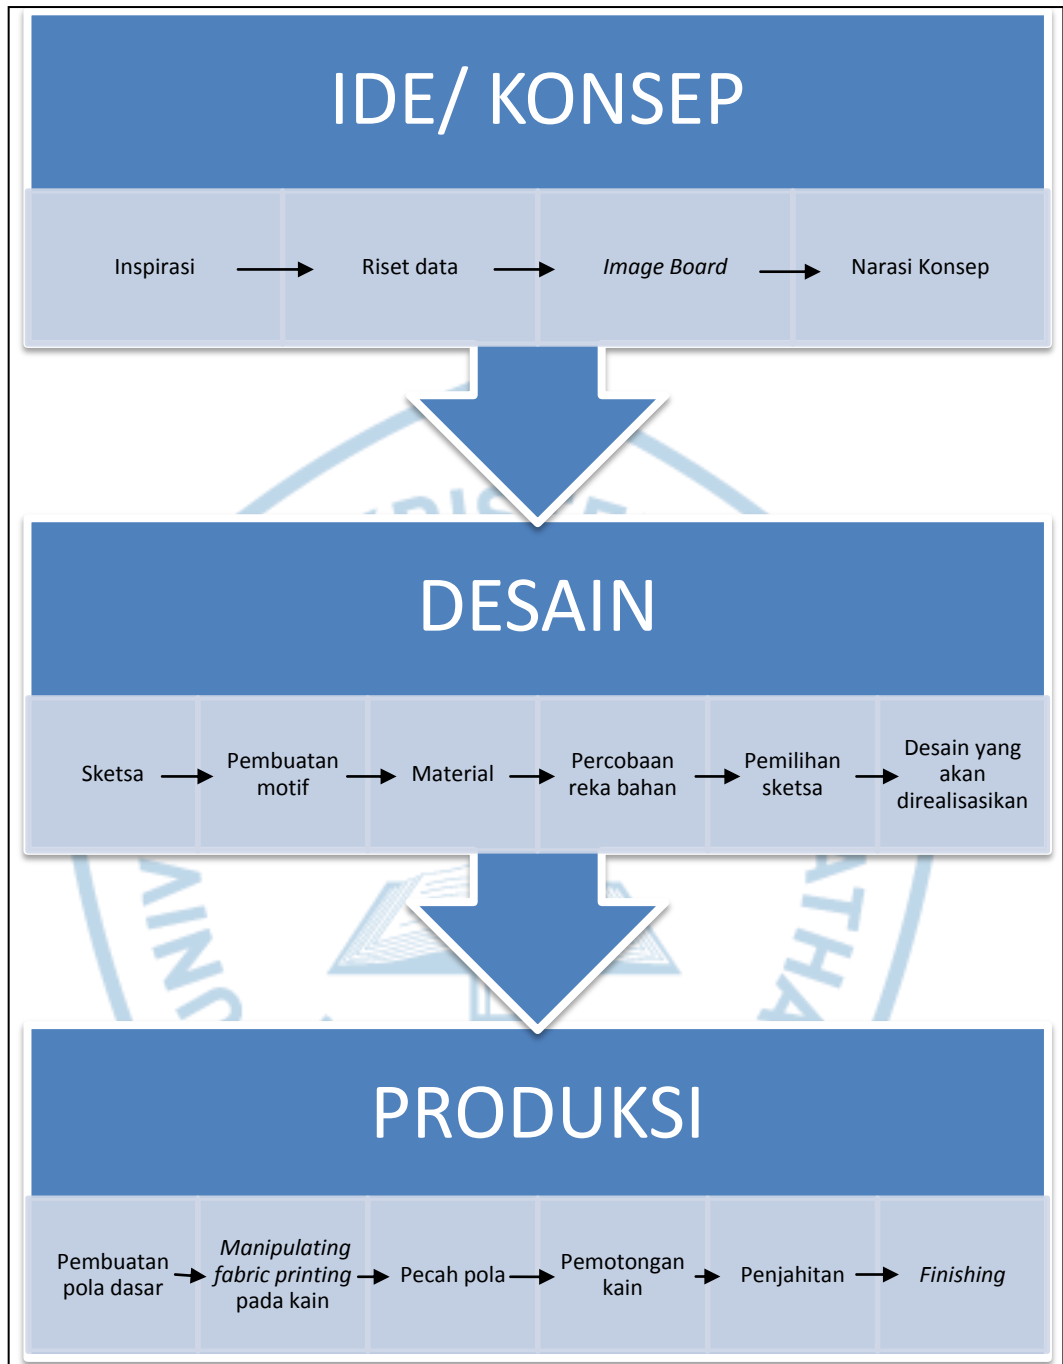 IDE/ KONSEP
Inspirasi
Riset data
Image Board
Narasi Konsep
DESAIN
Sketsa
Pembuatan
motif
Material
Percobaan
reka bahan
Pemilihan
sketsa
Desain yang
akan
direalisasikan
PRODUKSI
Pembuatan
pola dasar
Manipulating
fabric printing
pada kain
Pecah pola
Pemotongan
kain
Penjahitan
Finishing